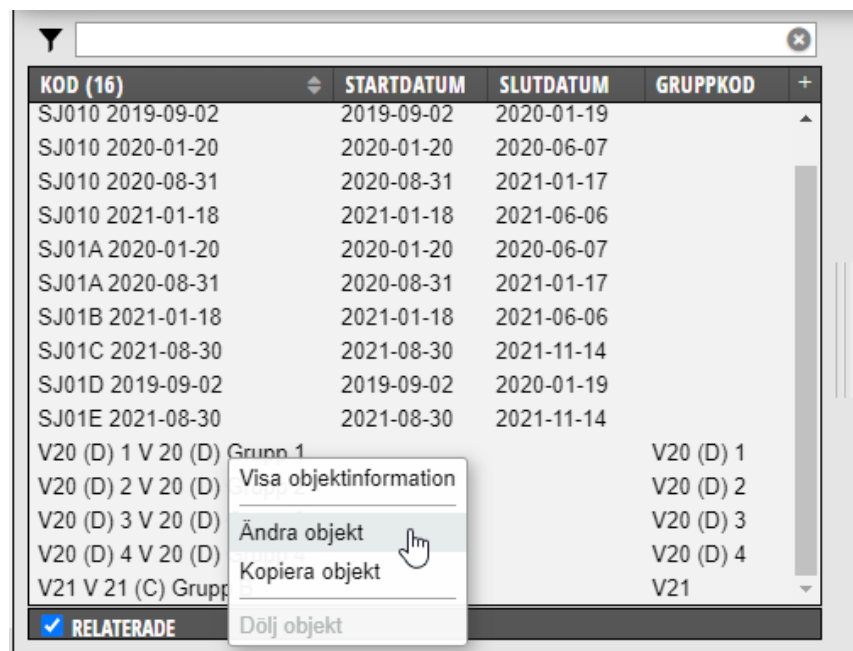 KOD (16) STARTDATUM SLUTDATUM GRUPPKOD +
SJ010 2019-09-02 2019-09-02 2020-01-19
SJ010 2020-01-20 2020-01-20 2020-06-07
SJ010 2020-08-31 2020-08-31 2021-01-17
SJ010 2021-01-18 2021-01-18 2021-06-06
SJ01A 2020-01-20 2020-01-20 2020-06-07
SJ01A 2020-08-31 2020-08-31 2021-01-17
SJ01B 2021-01-18 2021-01-18 2021-06-06
SJ01C 2021-08-30 2021-08-30 2021-11-14
SJ01D 2019-09-02 2019-09-02 2020-01-19
SJ01E 2021-08-30 2021-08-30 2021-11-14
V20 (D) 1 V 20 (D) Grupp 1 V20 (D) 1
V20 (D) 2 V 20 (D) V20 (D) 2
V20 (D) 3 V 20 (D) V20 (D) 3
V20 (D) 4 V 20 (D) V20 (D) 4
V21 V 21 (C) Grupp V21
Visa objektinformation
Ändra objekt
Kopiera objekt
Dölj objekt
RELATERADE